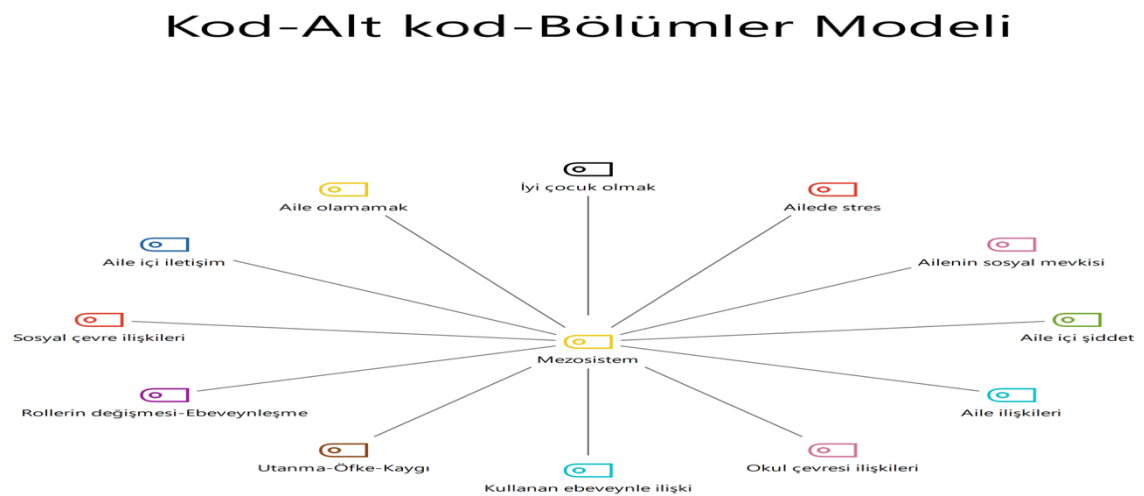 Kod-Alt kod-Bölümler Modeli
İyi çocuk olmak
Aile olamamak
Ailede stres
Aile içi iletişim
Ailenin sosyal mevkisi
Sosyal çevre ilişkileri
Aile içi şiddet
Mezosistem
Rollerin değişmesi-Ebeveynleşme
Aile ilişkileri
Utanma-Öfke-Kaygı
Okul çevresi ilişkileri
Kullanan ebeveynle ilişki